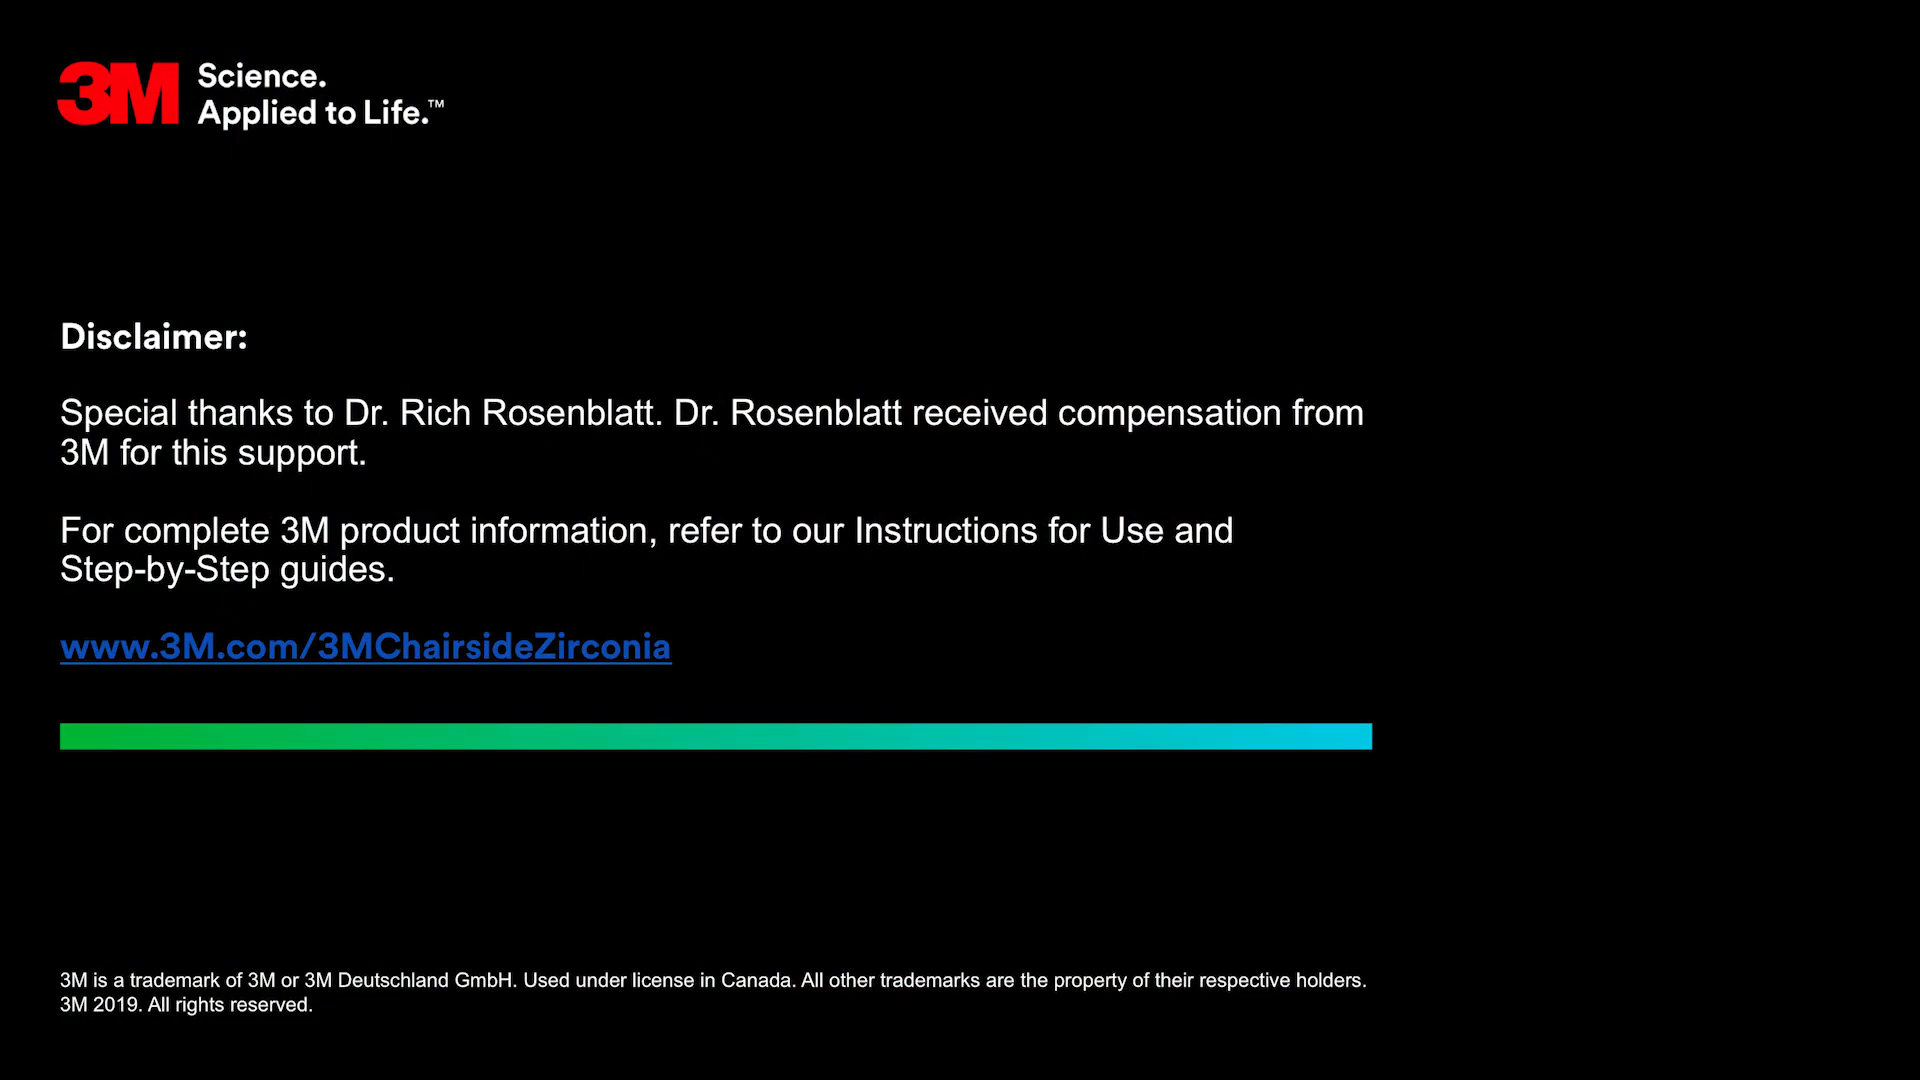 3M Science.
Applied to Life.™
Disclaimer:
Special thanks to Dr. Rich Rosenblatt. Dr. Rosenblatt received compensation from
3M for this support.
For complete 3M product information, refer to our Instructions for Use and
Step-by-Step guides.
www.3M.com/3MChairsideZirconia
3M is a trademark of 3M or 3M Deutschland GmbH. Used under license in Canada. All other trademarks are the property of their respective holders.
3M 2019. All rights reserved.